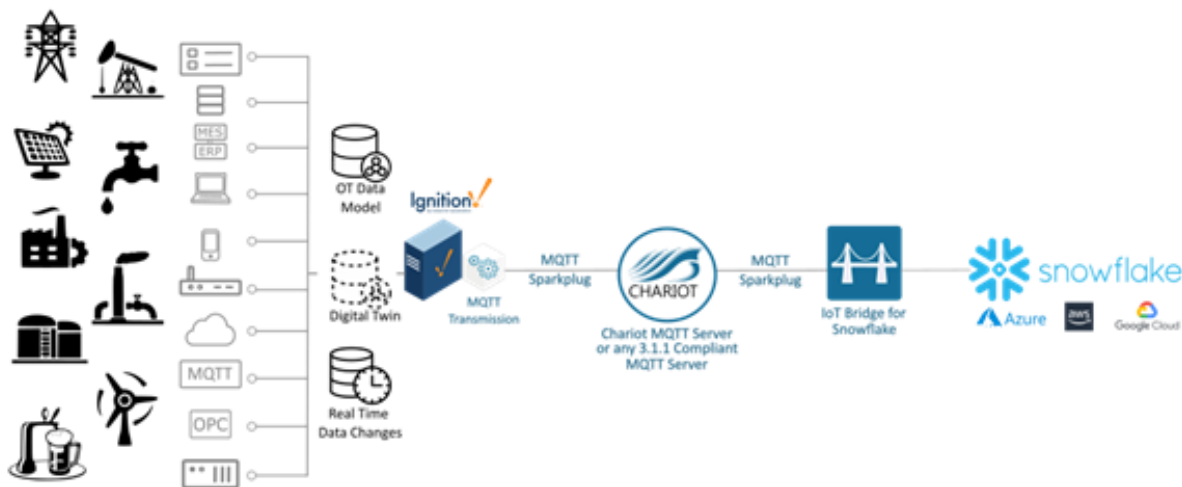 MES
ERP
MQTT
OPC
OT Data
Model
Digital Twin
Real Time
Data Changes
Ignition!
MQTT
Transmission
MQTT
Sparkplug
CHARIOT
Chariot MQTT Server
or any 3.1.1 Compliant
MQTT Server
MQTT
Sparkplug
IoT Bridge for
Snowflake
snowflake
Azure
aws
Google Cloud